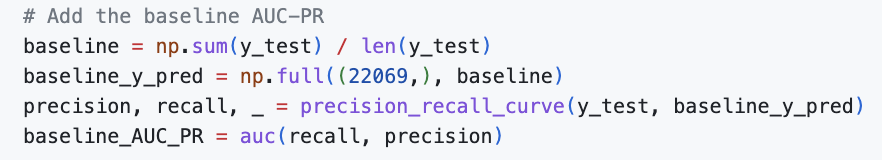 # Add the baseline AUC-PR
baseline = np.sum(y_test) / len(y_test)
baseline_y_pred = np.full((22069,), baseline)
precision, recall, _ = precision_recall_curve(y_test, baseline_y_pred)
baseline_AUC_PR = auc(recall, precision)